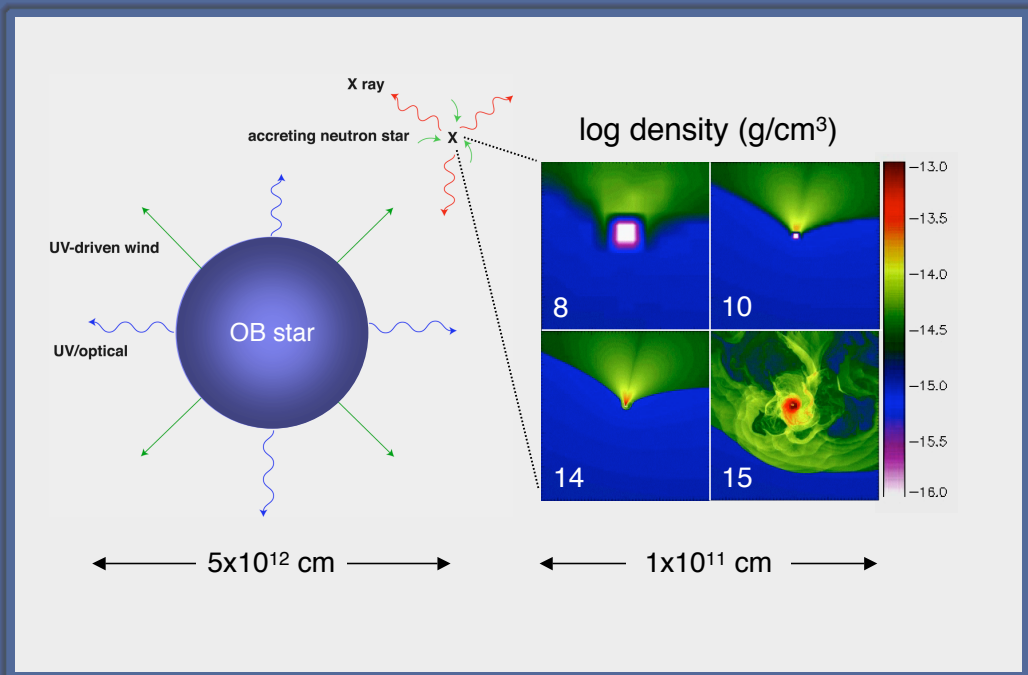 X ray
accreting neutron star
X
UV-driven wind
OB star
UV/optical
5x10¹² cm
log density (g/cm³)
8
10
14
15
−13.0
−13.5
−14.0
−14.5
−15.0
−15.5
−16.0
1x10¹¹ cm